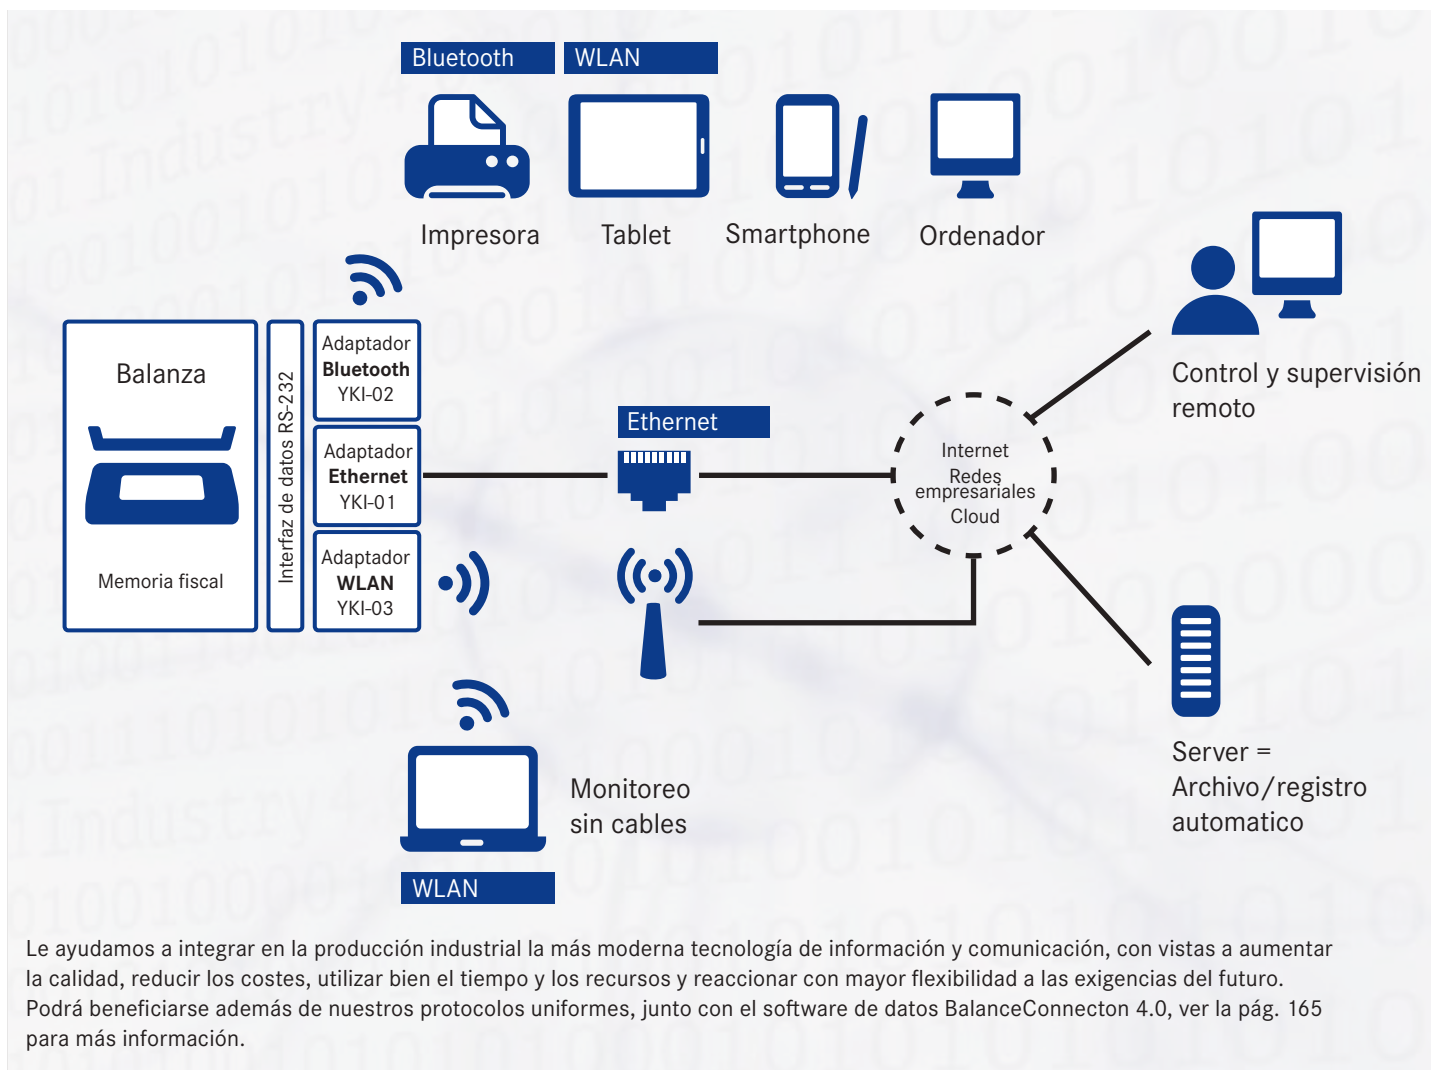 Bluetooth
WLAN
Impresora
Tablet
Smartphone
Ordenador
Balanza
Memoria fiscal
Interfaz de datos RS-232
Adaptador
Bluetooth
YKI-02
Adaptador
Ethernet
YKI-01
Adaptador
WLAN
YKI-03
Ethernet
Internet
Redes
empresariales
Cloud
Control y supervisión
remoto
Server =
Archivo/registro
automatico
Monitoreo
sin cables
WLAN
Le ayudamos a integrar en la producción industrial la más moderna tecnología de información y comunicación, con vistas a aumentar
la calidad, reducir los costes, utilizar bien el tiempo y los recursos y reaccionar con mayor flexibilidad a las exigencias del futuro.
Podrá beneficiarse además de nuestros protocolos uniformes, junto con el software de datos BalanceConnecton 4.0, ver la pág. 165
para más información.